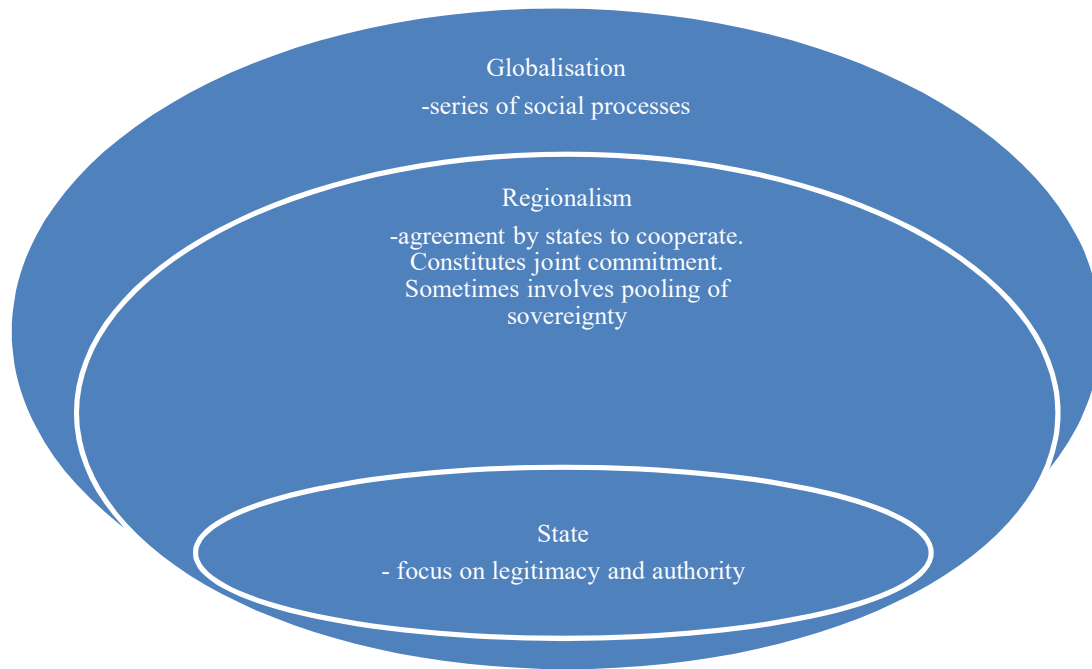 Globalisation
-series of social processes
Regionalism
-agreement by states to cooperate.
Constitutes joint commitment.
Sometimes involves pooling of
sovereignty
State
- focus on legitimacy and authority